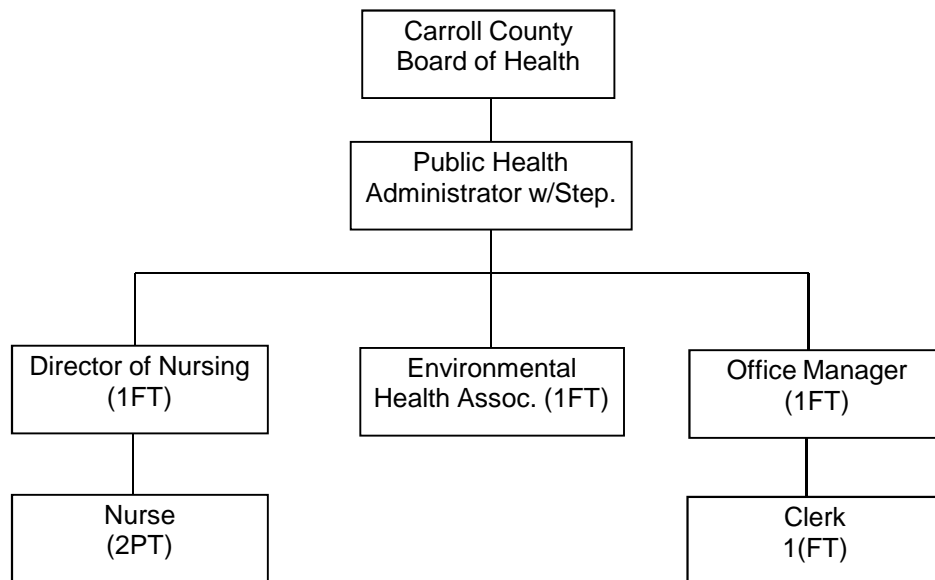 Carroll County
Board of Health
Public Health
Administrator w/Step.
Director of Nursing
(1FT)
Environmental
Health Assoc. (1FT)
Office Manager
(1FT)
Nurse
(2PT)
Clerk
1(FT)